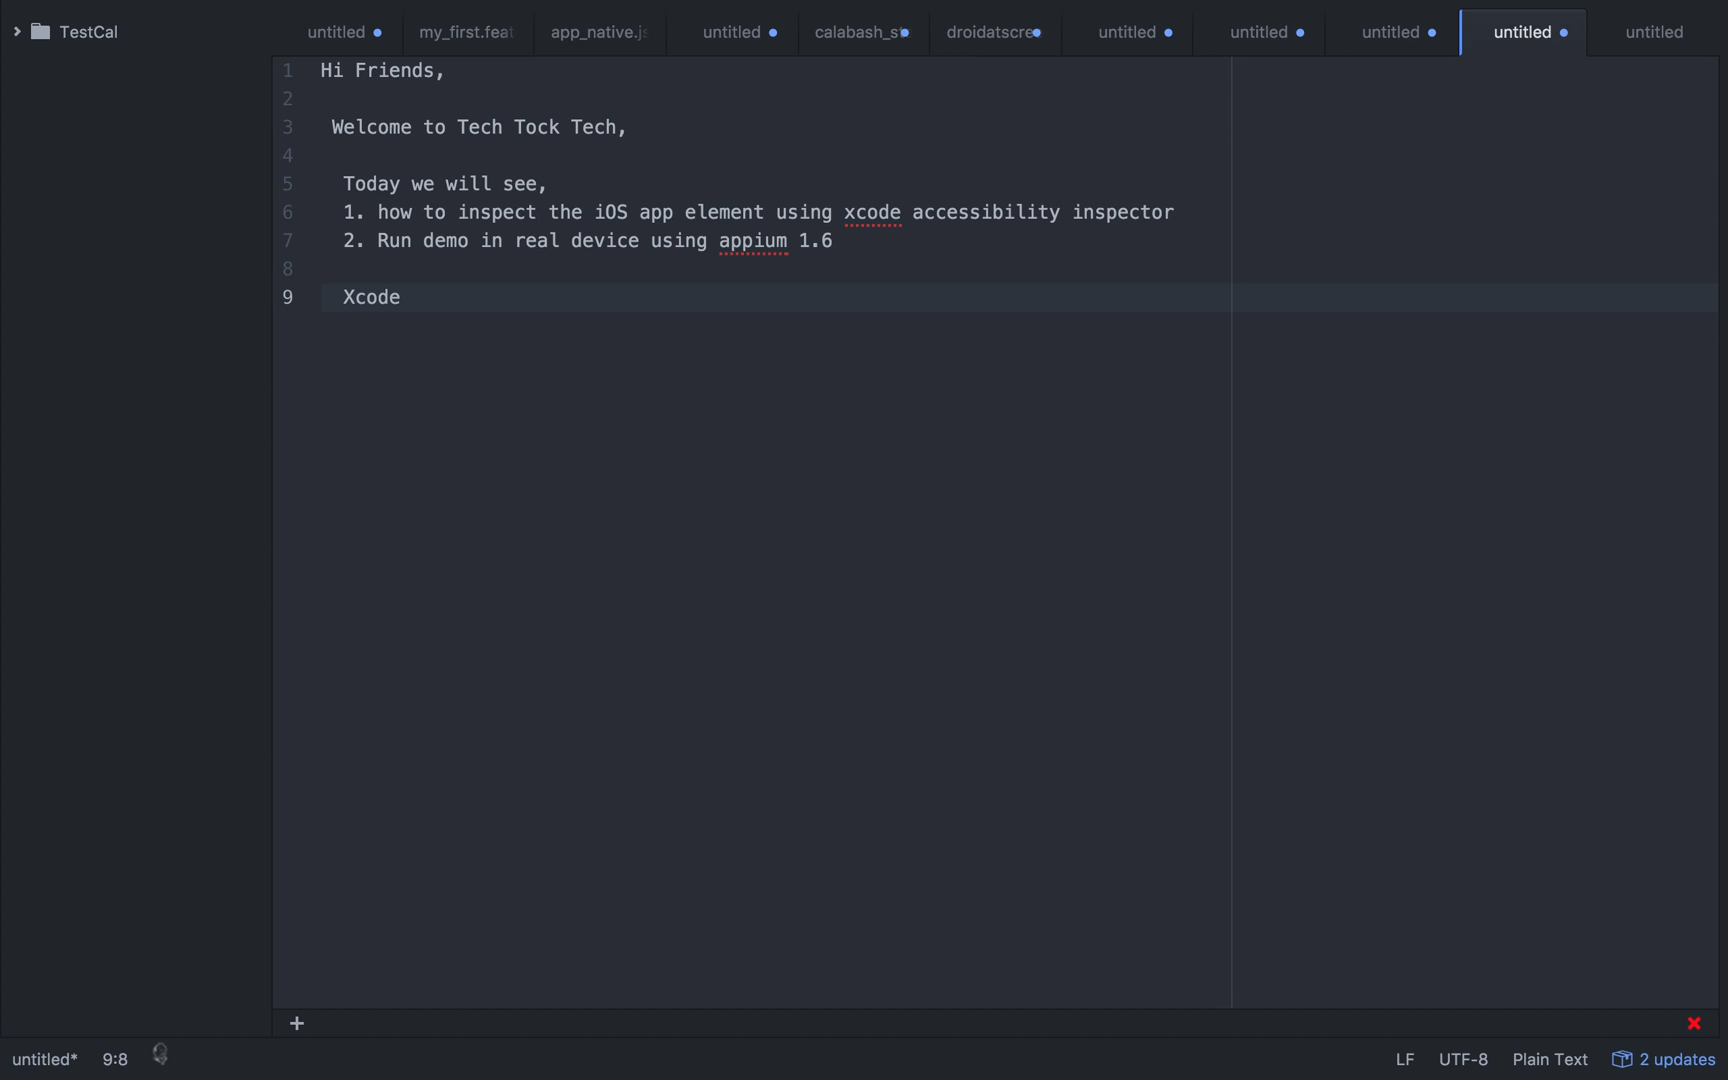 TestCal
untitled
my_first.feat
app_native.js
untitled
calabash_st
droidatscre
untitled
untitled
untitled
untitled
untitled
1 Hi Friends,
2
3 Welcome to Tech Tock Tech,
4
5 Today we will see,
6 1. how to inspect the iOS app element using xcode accessibility inspector
7 2. Run demo in real device using appium 1.6
8
9 Xcode
+
untitled* 9:8 LF UTF-8 Plain Text 2 updates